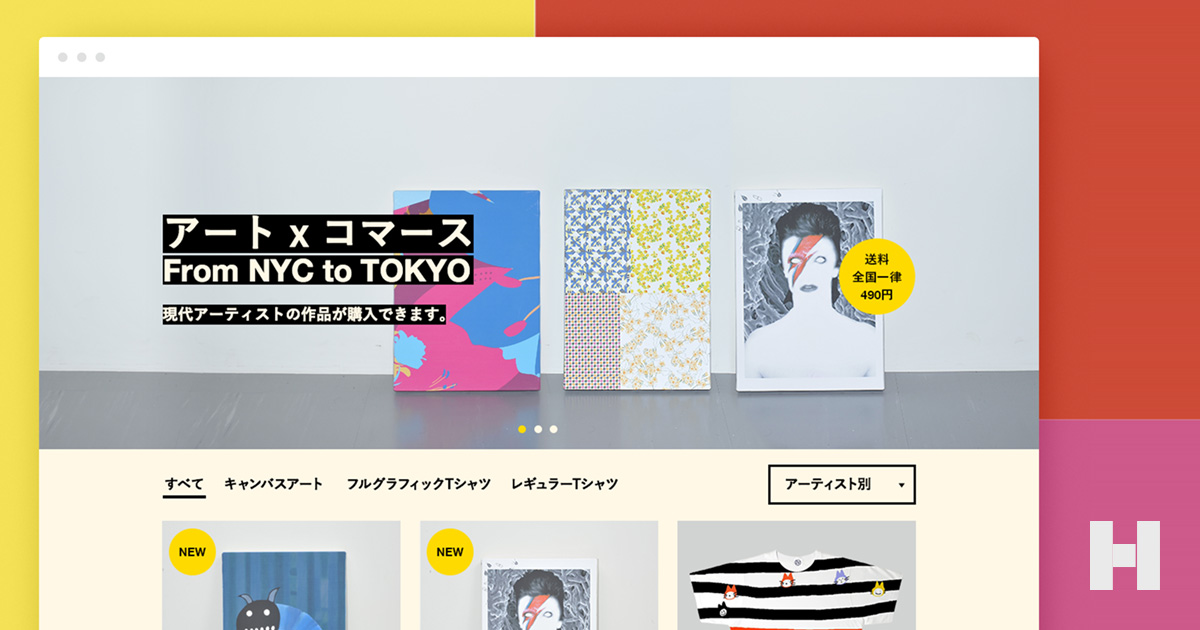 アート x コマース
From NYC to TOKYO
現代アーティストの作品が購入できます。
送料
全国一律
490円
すべて キャンバスアート フルグラフィックTシャツ レギュラーTシャツ アーティスト別
NEW NEW
H